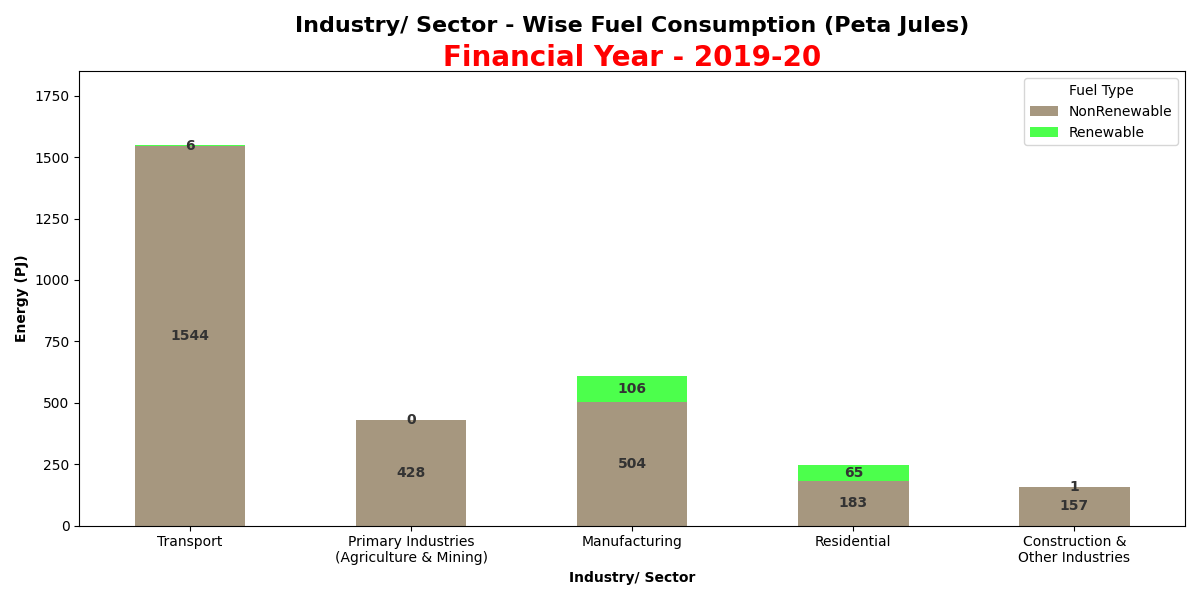 Industry/ Sector - Wise Fuel Consumption (Peta Jules)
Financial Year - 2019-20
Fuel Type
NonRenewable
Renewable
Energy (PJ)
1750
1500
1250
1000
750
500
250
0
6
1544
0
428
106
504
65
183
1
157
Transport
Primary Industries
(Agriculture & Mining)
Manufacturing
Residential
Construction &
Other Industries
Industry/ Sector